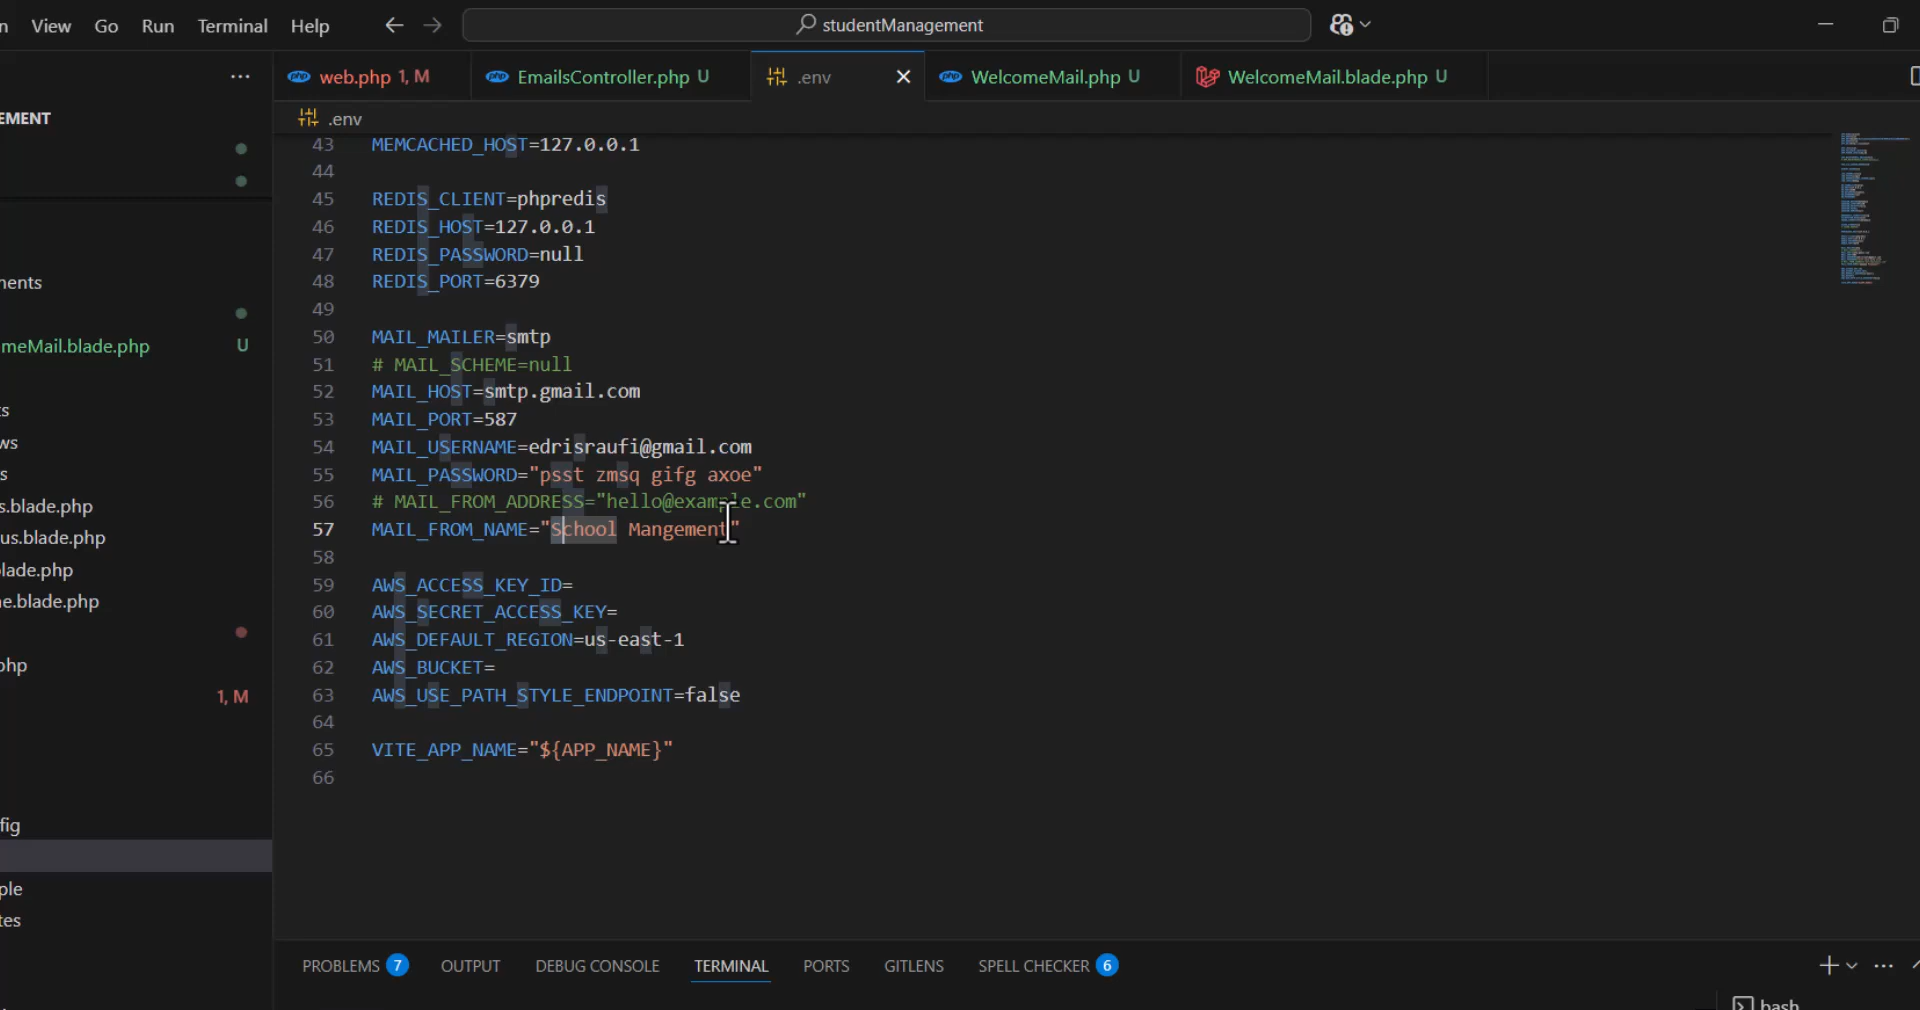 View Go Run Terminal Help studentManagement
web.php 1, M EmailsController.php U .env WelcomeMail.php U WelcomeMail.blade.php U
EMENT
.env
43 MEMCACHED_HOST=127.0.0.1
44
45 REDIS_CLIENT=phpredis
46 REDIS_HOST=127.0.0.1
47 REDIS_PASSWORD=null
48 REDIS_PORT=6379
49
50 MAIL_MAILER=smtp
51 # MAIL_SCHEME=null
52 MAIL_HOST=smtp.gmail.com
53 MAIL_PORT=587
54 MAIL_USERNAME=edrisraufi@gmail.com
55 MAIL_PASSWORD="psst zmsq gifg axoe"
56 # MAIL_FROM_ADDRESS="hello@example.com"
57 MAIL_FROM_NAME="School Mangement"
58
59 AWS_ACCESS_KEY_ID=
60 AWS_SECRET_ACCESS_KEY=
61 AWS_DEFAULT_REGION=us-east-1
62 AWS_BUCKET=
63 AWS_USE_PATH_STYLE_ENDPOINT=false
64
65 VITE_APP_NAME="${APP_NAME}"
66
nents
meMail.blade.php U
ts
ws
s
s.blade.php
us.blade.php
lade.php
e.blade.php
php
1, M
fig
ple
tes
PROBLEMS 7 OUTPUT DEBUG CONSOLE TERMINAL PORTS GITLENS SPELL CHECKER 6
bash